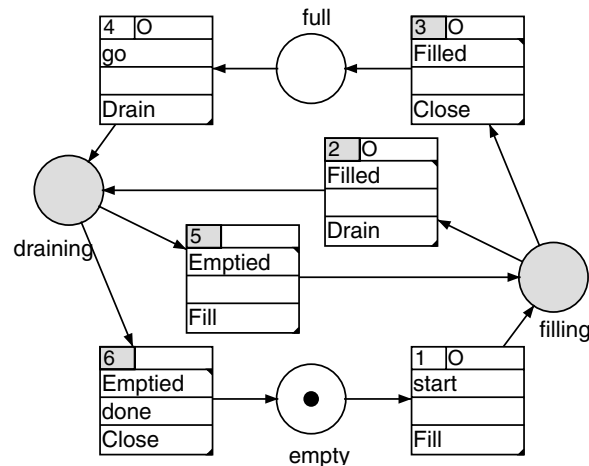 full
4 O
go
Drain
3 O
Filled
Close
2 O
Filled
Drain
draining
5
Emptied
Fill
filling
6
Emptied
done
Close
empty
1 O
start
Fill